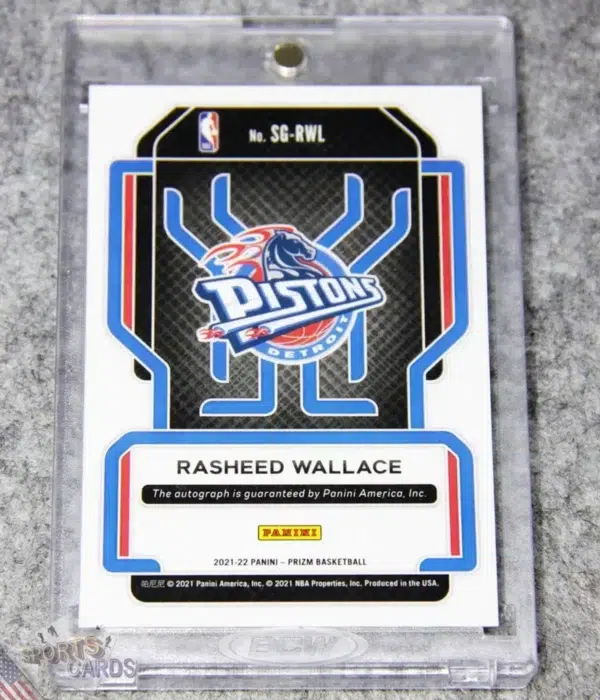 No. SG-RWL
PISTONS
DETROIT
RASHEED WALLACE
The autograph is guaranteed by Panini America, Inc.
PANINI
2021-22 PANINI – PRIZM BASKETBALL
帕尼尼 © 2021 Panini America, Inc. © 2021 NBA Properties, Inc. Produced in the USA.
BCW
SPORTS
CARDS